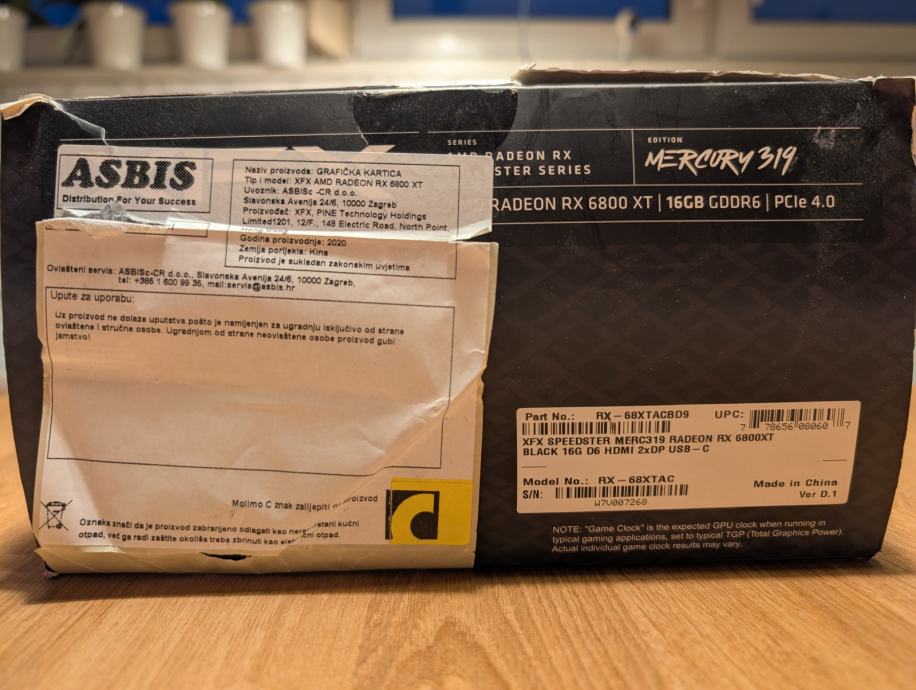 ASBIS
Distribution For Your Success
Naziv proizvoda: GRAFIČKA KARTICA
Tip i model: XFX AMD RADEON RX 6800 XT
Uvoznik: ASBISc -CR d.o.o.
Slavonska Avenija 24/6, 10000 Zagreb
Proizvođač: XFX, PINE Technology Holdings
Limited1201, 12/F., 148 Electric Road, North Point,
Godina proizvodnje: 2020
Zemlja porijekla: Kina
Proizvod je sukladan zakonskim uvjetima
Ovlašteni servis: ASBISc-CR d.o.o., Slavonska Avenija 24/6, 10000 Zagreb,
tel: +385 1 600 99 35, mail:servis@asbis.hr
Upute za uporabu:
Uz proizvod ne dolaze uputstva pošto je namijenjen za ugradnju isključivo od strane
ovlaštene i stručne osobe. Ugradnjom od strane neovlaštene osobe proizvod gubi
jamstvo!
Molimo C znak zalijepiti na proizvod
Oznaka znači da je proizvod zabranjeno odlagati kao kućni
otpad, već ga radi zaštite okoliša treba zbrinuti kao otpad.
SERIES
RADEON RX
STER SERIES
EDITION
MERCURY 319
RADEON RX 6800 XT | 16GB GDDR6 | PCIe 4.0
Part No.: RX-68XTACBD9 UPC:
7 78656 08060 7
XFX SPEEDSTER MERC319 RADEON RX 6800XT
BLACK 16G D6 HDMI 2xDP USB-C
Model No.: RX-68XTAC Made in China
S/N: Ver D.1
W7V007268
NOTE: "Game Clock" is the expected GPU clock when running in
typical gaming applications, set to typical TGP (Total Graphics Power).
Actual individual game clock results may vary.